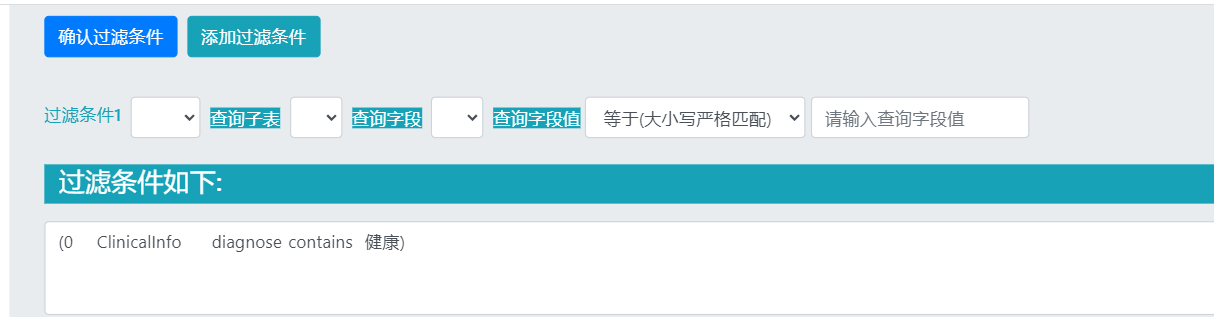 确认过滤条件 添加过滤条件
过滤条件1 查询子表 查询字段 查询字段值 等于(大小写严格匹配) 请输入查询字段值
过滤条件如下:
(0 ClinicalInfo diagnose contains 健康)